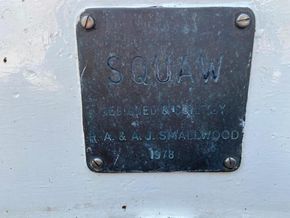 SQUAW
DESIGNED & BUILT BY
R. A. & A. J. SMALLWOOD
1978